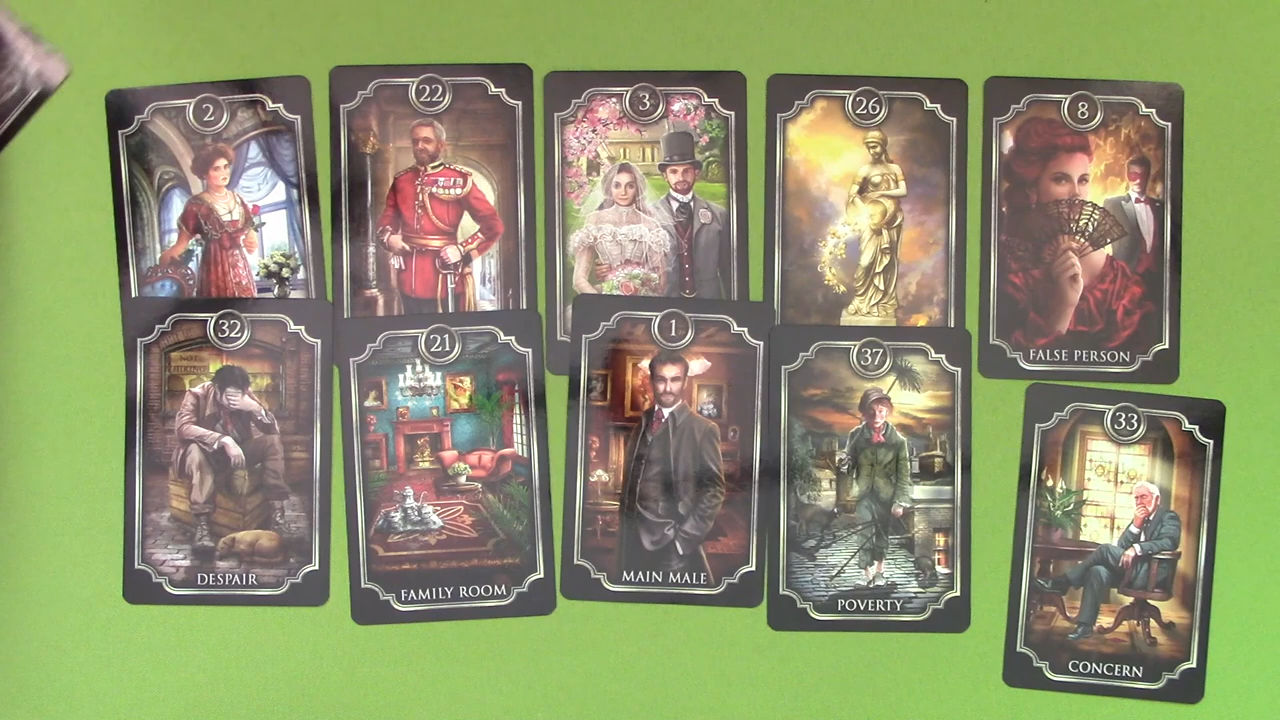 2
22
3
26
8
FALSE PERSON
32
DESPAIR
21
FAMILY ROOM
1
MAIN MALE
37
POVERTY
33
CONCERN